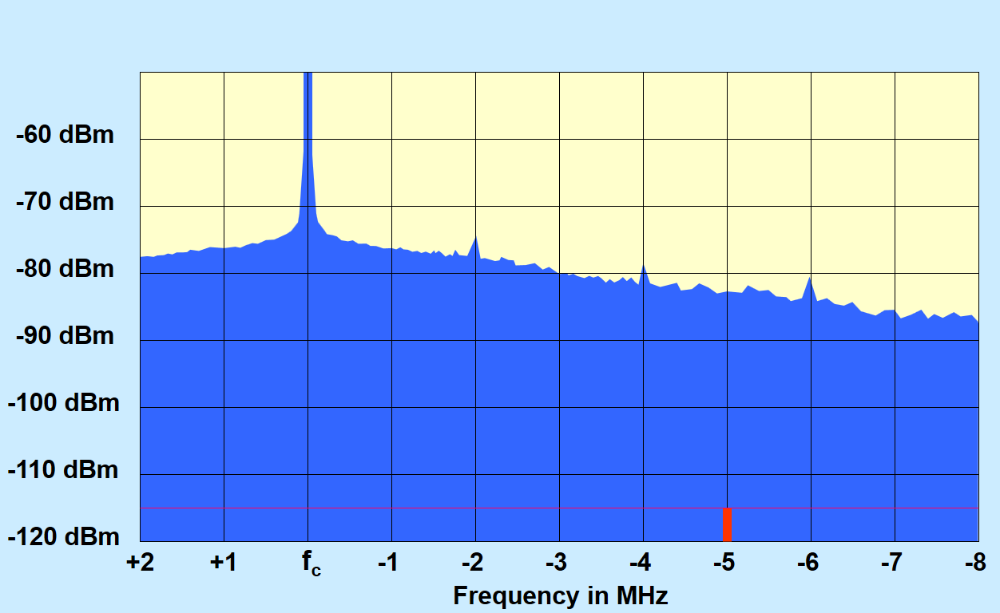 -60 dBm
-70 dBm
-80 dBm
-90 dBm
-100 dBm
-110 dBm
-120 dBm
+2 +1 fc -1 -2 -3 -4 -5 -6 -7 -8
Frequency in MHz